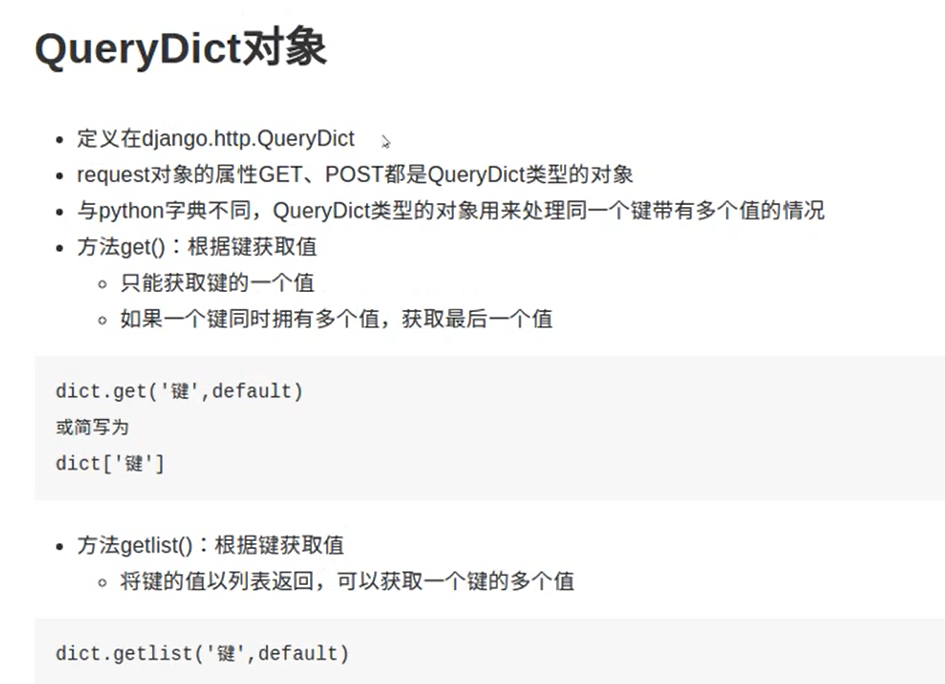 QueryDict对象
定义在django.http.QueryDict
request对象的属性GET、POST都是QueryDict类型的对象
与python字典不同，QueryDict类型的对象用来处理同一个键带有多个值的情况
方法get()：根据键获取值
只能获取键的一个值
如果一个键同时拥有多个值，获取最后一个值
dict.get('键',default)
或简写为
dict['键']
方法getlist()：根据键获取值
将键的值以列表返回，可以获取一个键的多个值
dict.getlist('键',default)